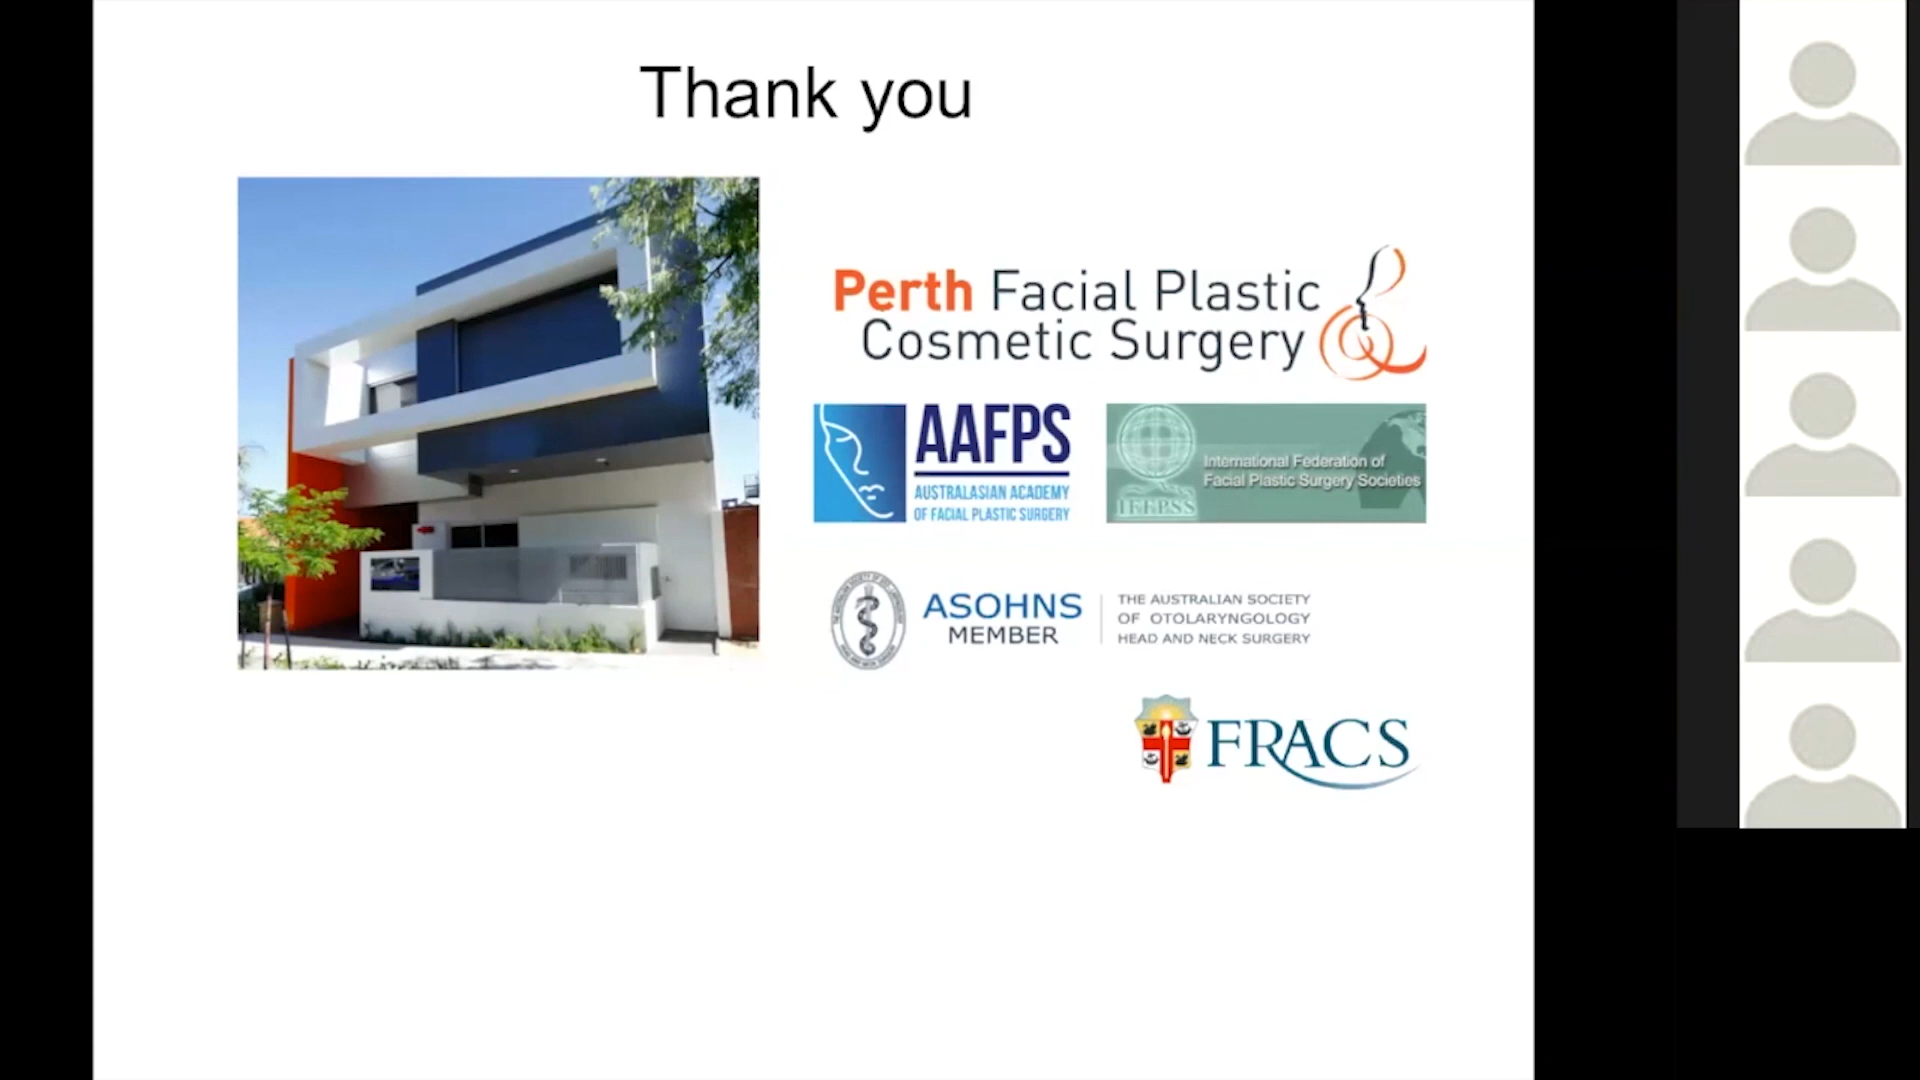 Thank you
Perth Facial Plastic
Cosmetic Surgery
AAFPS
AUSTRALASIAN ACADEMY
OF FACIAL PLASTIC SURGERY
IFFPSS
International Federation of
Facial Plastic Surgery Societies
ASOHNS
MEMBER
THE AUSTRALIAN SOCIETY
OF OTOLARYNGOLOGY
HEAD AND NECK SURGERY
FRACS